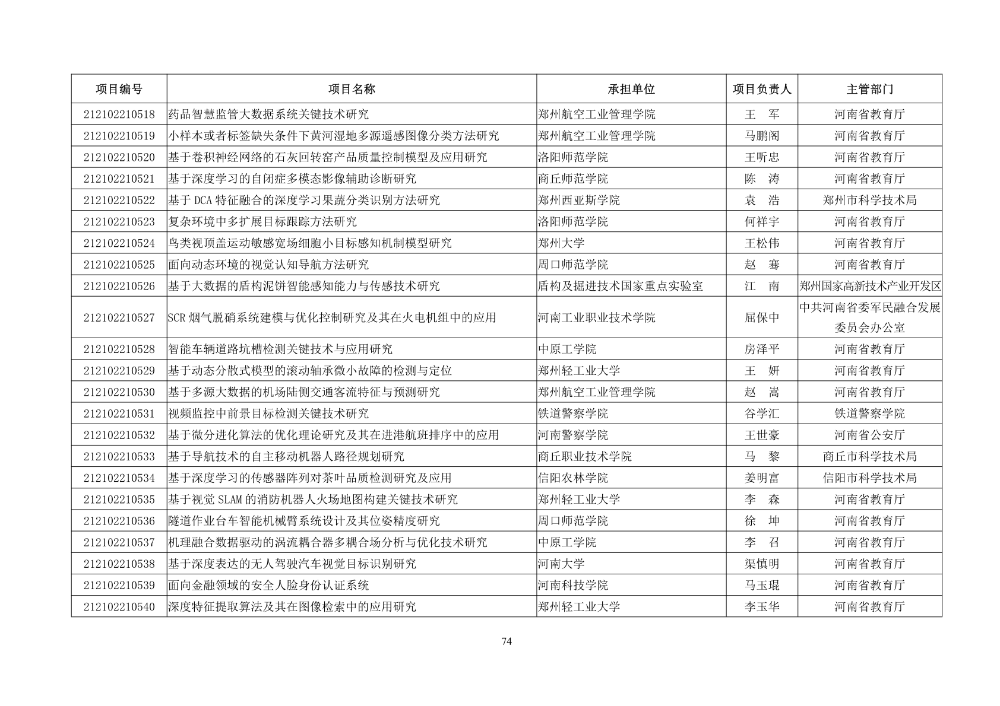 项目编号 项目名称 承担单位 项目负责人 主管部门
212102210518 药品智慧监管大数据系统关键技术研究 郑州航空工业管理学院 王　军 河南省教育厅
212102210519 小样本或者标签缺失条件下黄河湿地多源遥感图像分类方法研究 郑州航空工业管理学院 马鹏阁 河南省教育厅
212102210520 基于卷积神经网络的石灰回转窑产品质量控制模型及应用研究 洛阳师范学院 王听忠 河南省教育厅
212102210521 基于深度学习的自闭症多模态影像辅助诊断研究 商丘师范学院 陈　涛 河南省教育厅
212102210522 基于 DCA 特征融合的深度学习果蔬分类识别方法研究 郑州西亚斯学院 袁　浩 郑州市科学技术局
212102210523 复杂环境中多扩展目标跟踪方法研究 洛阳师范学院 何祥宇 河南省教育厅
212102210524 鸟类视顶盖运动敏感宽场细胞小目标感知机制模型研究 郑州大学 王松伟 河南省教育厅
212102210525 面向动态环境的视觉认知导航方法研究 周口师范学院 赵　骞 河南省教育厅
212102210526 基于大数据的盾构泥饼智能感知能力与传感技术研究 盾构及掘进技术国家重点实验室 江　南 郑州国家高新技术产业开发区
212102210527 SCR 烟气脱硝系统建模与优化控制研究及其在火电机组中的应用 河南工业职业技术学院 屈保中 中共河南省委军民融合发展
委员会办公室
212102210528 智能车辆道路坑槽检测关键技术与应用研究 中原工学院 房泽平 河南省教育厅
212102210529 基于动态分散式模型的滚动轴承微小故障的检测与定位 郑州轻工业大学 王　妍 河南省教育厅
212102210530 基于多源大数据的机场陆侧交通客流特征与预测研究 郑州航空工业管理学院 赵　嵩 河南省教育厅
212102210531 视频监控中前景目标检测关键技术研究 铁道警察学院 谷学汇 铁道警察学院
212102210532 基于微分进化算法的优化理论研究及其在进港航班排序中的应用 河南警察学院 王世豪 河南省公安厅
212102210533 基于导航技术的自主移动机器人路径规划研究 商丘职业技术学院 马　黎 商丘市科学技术局
212102210534 基于深度学习的传感器阵列对茶叶品质检测研究及应用 信阳农林学院 姜明富 信阳市科学技术局
212102210535 基于视觉 SLAM 的消防机器人火场地图构建关键技术研究 郑州轻工业大学 李　森 河南省教育厅
212102210536 隧道作业台车智能机械臂系统设计及其位姿精度研究 周口师范学院 徐　坤 河南省教育厅
212102210537 机理融合数据驱动的涡流耦合器多耦合场分析与优化技术研究 中原工学院 李　召 河南省教育厅
212102210538 基于深度表达的无人驾驶汽车视觉目标识别研究 河南大学 渠慎明 河南省教育厅
212102210539 面向金融领域的安全人脸身份认证系统 河南科技学院 马玉琨 河南省教育厅
212102210540 深度特征提取算法及其在图像检索中的应用研究 郑州轻工业大学 李玉华 河南省教育厅
74